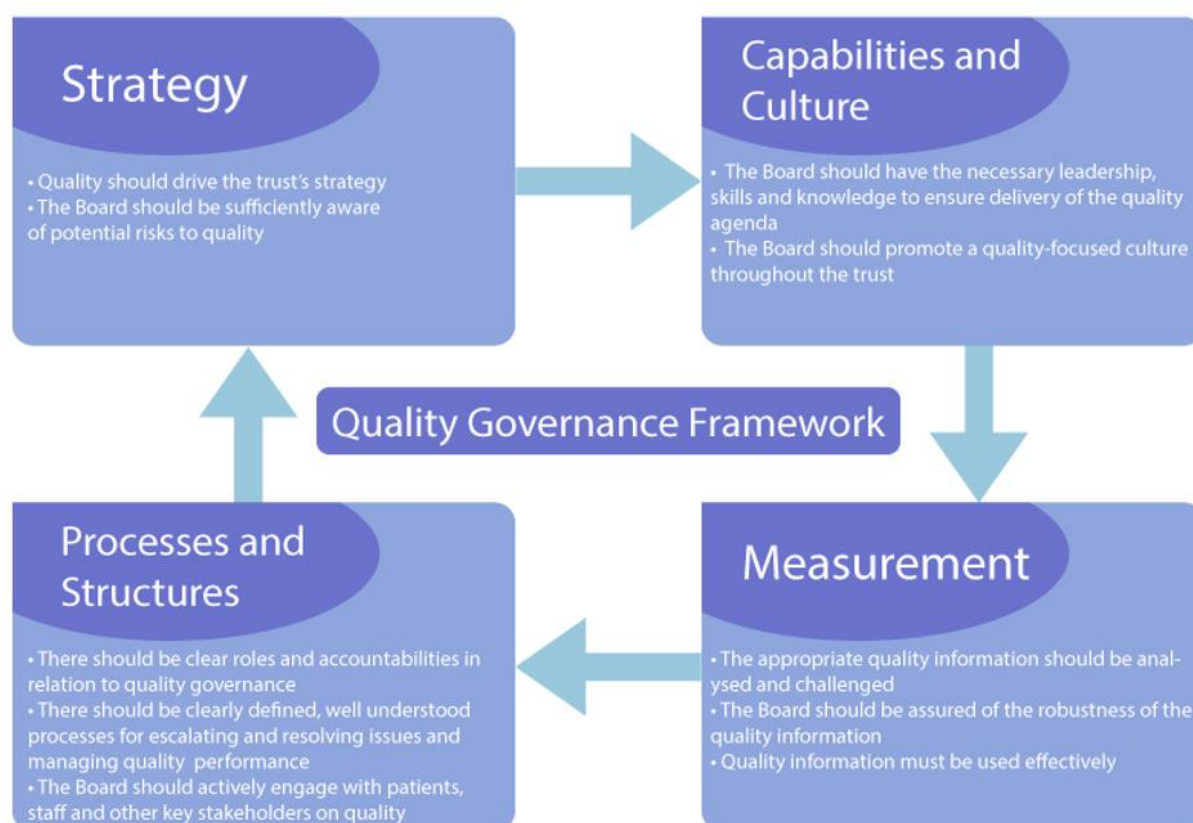 Strategy
• Quality should drive the trust's strategy
• The Board should be sufficiently aware
of potential risks to quality
Capabilities and
Culture
• The Board should have the necessary leadership,
skills and knowledge to ensure delivery of the quality
agenda
• The Board should promote a quality-focused culture
throughout the trust
Quality Governance Framework
Processes and
Structures
• There should be clear roles and accountabilities in
relation to quality governance
• There should be clearly defined, well understood
processes for escalating and resolving issues and
managing quality performance
• The Board should actively engage with patients,
staff and other key stakeholders on quality
Measurement
• The appropriate quality information should be anal-
ysed and challenged
• The Board should be assured of the robustness of the
quality information
• Quality information must be used effectively